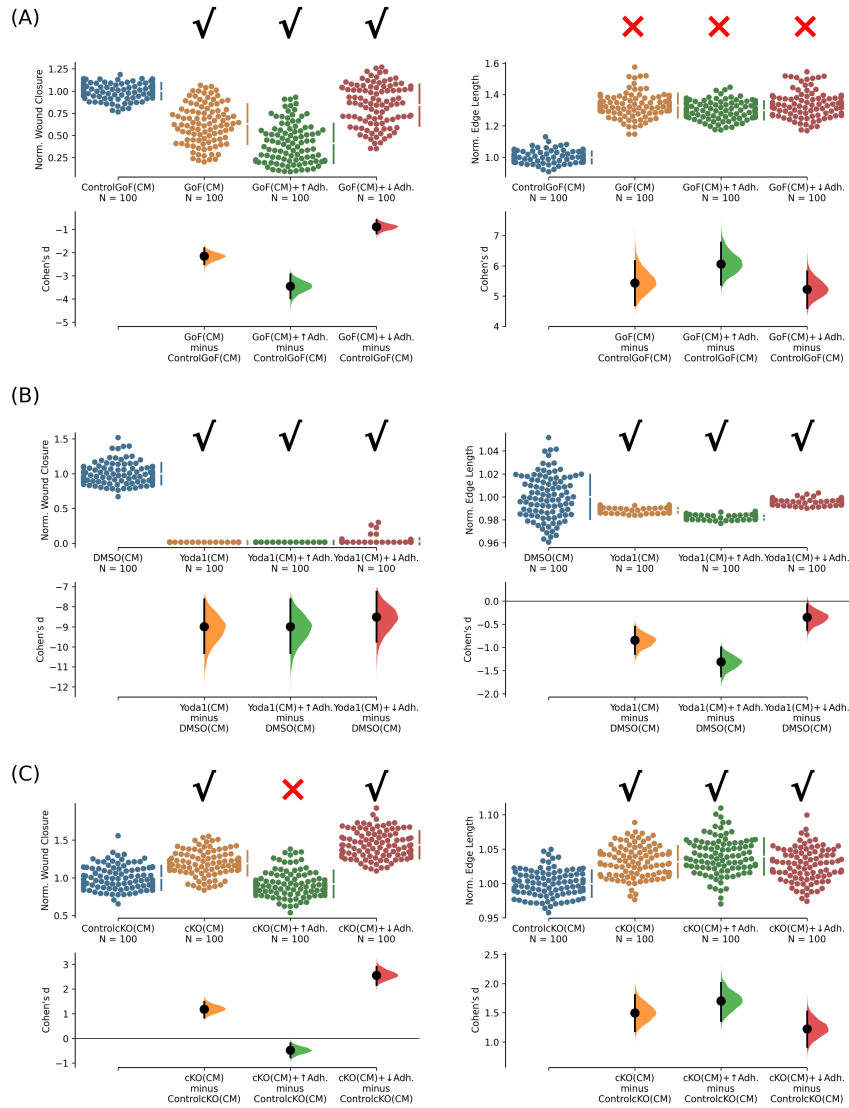 (A)
√ √ √
× × ×
Norm. Wound Closure
1.25
1.00
0.75
0.50
0.25
ControlGoF(CM) GoF(CM) GoF(CM)+↑Adh. GoF(CM)+↓Adh.
N = 100 N = 100 N = 100 N = 100
Norm. Edge Length
1.6
1.4
1.2
1.0
ControlGoF(CM) GoF(CM) GoF(CM)+↑Adh. GoF(CM)+↓Adh.
N = 100 N = 100 N = 100 N = 100
Cohen's d
−1
−2
−3
−4
−5
GoF(CM) GoF(CM)+↑Adh. GoF(CM)+↓Adh.
minus minus minus
ControlGoF(CM) ControlGoF(CM) ControlGoF(CM)
Cohen's d
7
6
5
4
GoF(CM) GoF(CM)+↑Adh. GoF(CM)+↓Adh.
minus minus minus
ControlGoF(CM) ControlGoF(CM) ControlGoF(CM)
(B)
√ √ √
√ √ √
Norm. Wound Closure
1.5
1.0
0.5
0.0
DMSO(CM) Yoda1(CM) Yoda1(CM)+↑Adh. Yoda1(CM)+↓Adh.
N = 100 N = 100 N = 100 N = 100
Norm. Edge Length
1.04
1.02
1.00
0.98
0.96
DMSO(CM) Yoda1(CM) Yoda1(CM)+↑Adh. Yoda1(CM)+↓Adh.
N = 100 N = 100 N = 100 N = 100
Cohen's d
−7
−8
−9
−10
−11
−12
Yoda1(CM) Yoda1(CM)+↑Adh. Yoda1(CM)+↓Adh.
minus minus minus
DMSO(CM) DMSO(CM) DMSO(CM)
Cohen's d
0.0
−0.5
−1.0
−1.5
−2.0
Yoda1(CM) Yoda1(CM)+↑Adh. Yoda1(CM)+↓Adh.
minus minus minus
DMSO(CM) DMSO(CM) DMSO(CM)
(C)
√ × √
√ √ √
Norm. Wound Closure
1.5
1.0
0.5
ControlcKO(CM) cKO(CM) cKO(CM)+↑Adh. cKO(CM)+↓Adh.
N = 100 N = 100 N = 100 N = 100
Norm. Edge Length
1.10
1.05
1.00
0.95
ControlcKO(CM) cKO(CM) cKO(CM)+↑Adh. cKO(CM)+↓Adh.
N = 100 N = 100 N = 100 N = 100
Cohen's d
3
2
1
0
−1
cKO(CM) cKO(CM)+↑Adh. cKO(CM)+↓Adh.
minus minus minus
ControlcKO(CM) ControlcKO(CM) ControlcKO(CM)
Cohen's d
2.5
2.0
1.5
1.0
cKO(CM) cKO(CM)+↑Adh. cKO(CM)+↓Adh.
minus minus minus
ControlcKO(CM) ControlcKO(CM) ControlcKO(CM)